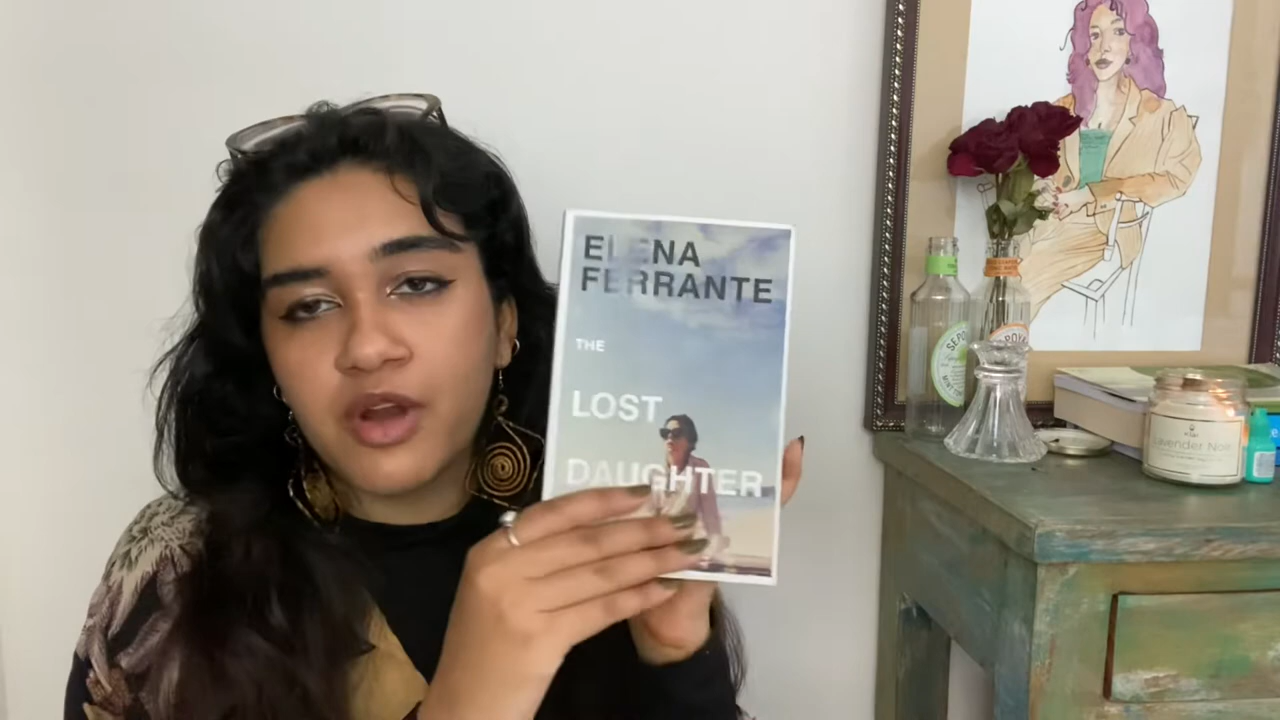 ELENA
FERRANTE
THE
LOST
DAUGHTER
Lavender Noir